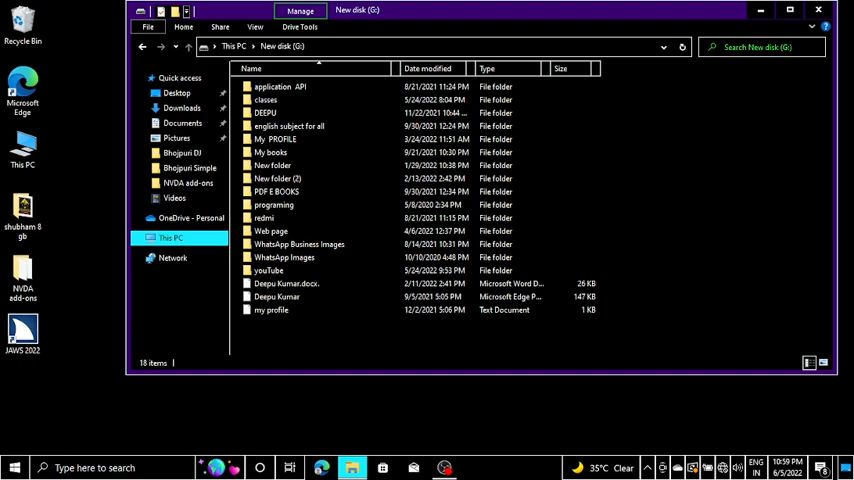 Recycle Bin
Microsoft Edge
This PC
shubham 8 gb
NVDA add-ons
JAWS 2022
Manage
New disk (G:)
File Home Share View Drive Tools
This PC New disk (G:)
Search New disk (G:)
Name Date modified Type Size
Quick access
Desktop
Downloads
Documents
Pictures
Bhojpuri DJ
Bhojpuri Simple
NVDA add-ons
Videos
OneDrive - Personal
This PC
Network
application API 8/21/2021 11:24 PM File folder
classes 5/24/2022 8:04 PM File folder
DEEPU 11/22/2021 10:44 ... File folder
english subject for all 9/30/2021 12:24 PM File folder
My PROFILE 3/24/2022 11:51 AM File folder
My books 9/21/2021 10:30 PM File folder
New folder 1/29/2022 10:38 PM File folder
New folder (2) 2/13/2022 2:42 PM File folder
PDF E BOOKS 9/30/2021 12:34 PM File folder
programing 5/8/2020 2:34 PM File folder
redmi 8/21/2021 11:15 PM File folder
Web page 4/6/2022 12:37 PM File folder
WhatsApp Business Images 8/14/2021 10:31 PM File folder
WhatsApp Images 10/10/2020 4:48 PM File folder
youTube 5/24/2022 9:53 PM File folder
Deepu Kumar.docx. 2/11/2022 2:41 PM Microsoft Word D... 26 KB
Deepu Kumar 9/5/2021 5:05 PM Microsoft Edge P... 147 KB
my profile 12/2/2021 5:06 PM Text Document 1 KB
18 items
Type here to search
35°C Clear
ENG
IN
10:59 PM
6/5/2022
8